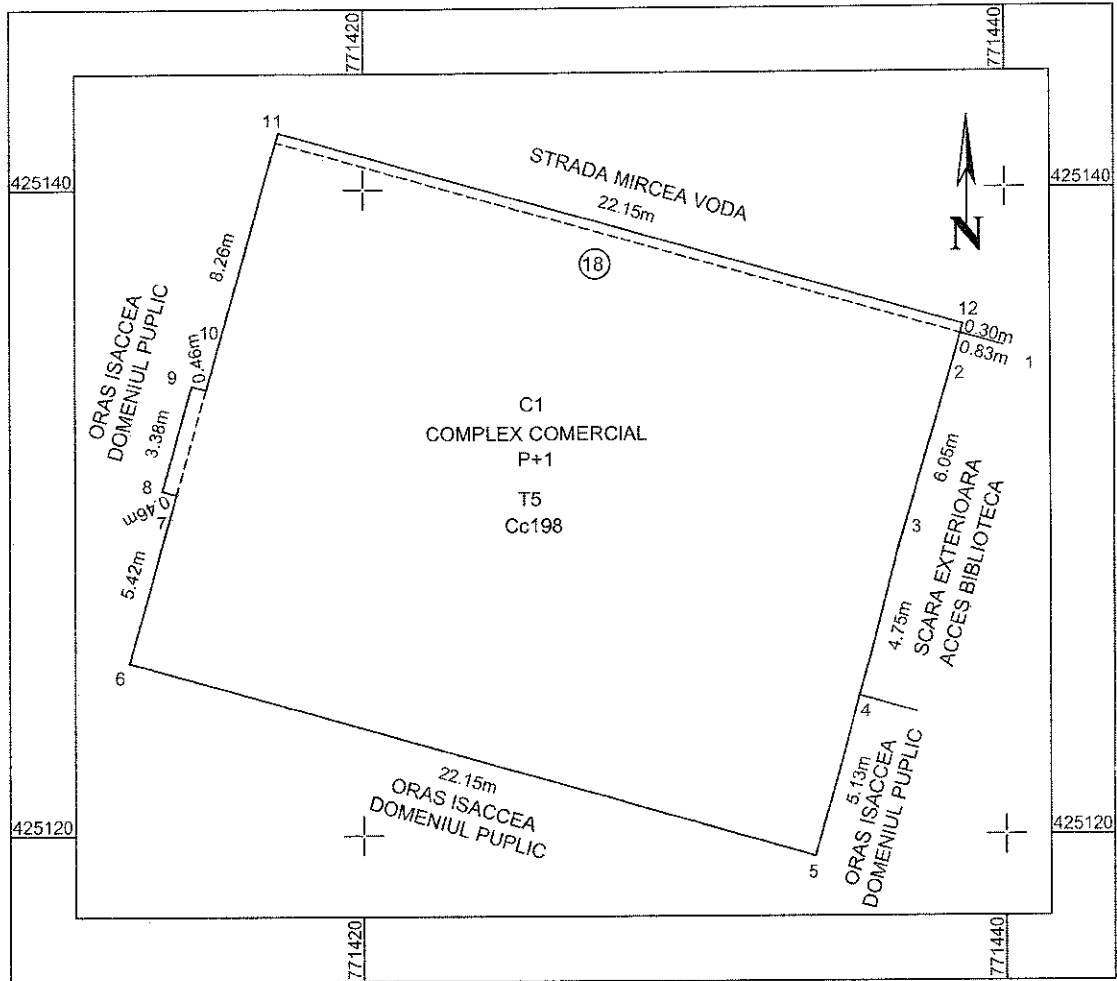 771420
771440
11
STRADA MIRCEA VODA
22.15m
425140
425140
N
18
8.26m
12
0.30m
0.83m
1
2
ORAS ISACCEA
DOMENIUL PUPLIC
10
0.46m
9
3.38m
8
0.46m
7
C1
COMPLEX COMERCIAL
P+1
T5
Cc198
6.05m
3
SCARA EXTERIOARA
ACCES BIBLIOTECA
4.75m
5.42m
6
4
22.15m
ORAS ISACCEA
DOMENIUL PUPLIC
5.13m
ORAS ISACCEA
DOMENIUL PUPLIC
5
425120
425120
771420
771440